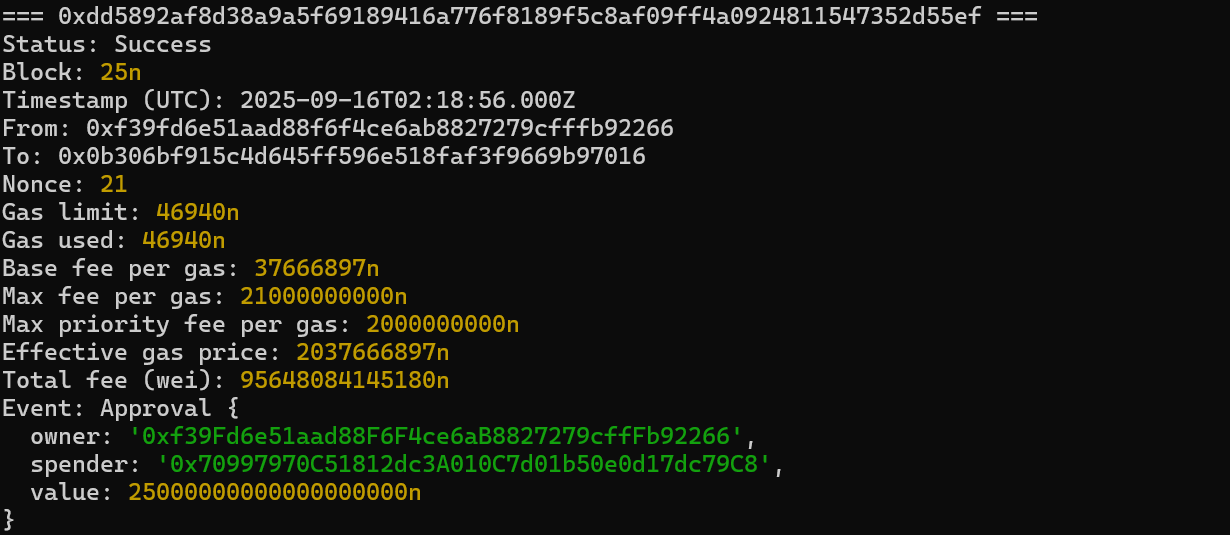 === 0xdd5892af8d38a9a5f69189416a776f8189f5c8af09ff4a0924811547352d55ef ===
Status: Success
Block: 25n
Timestamp (UTC): 2025-09-16T02:18:56.000Z
From: 0xf39fd6e51aad88f6f4ce6ab8827279cfffb92266
To: 0x0b306bf915c4d645ff596e518faf3f9669b97016
Nonce: 21
Gas limit: 46940n
Gas used: 46940n
Base fee per gas: 37666897n
Max fee per gas: 21000000000n
Max priority fee per gas: 2000000000n
Effective gas price: 2037666897n
Total fee (wei): 95648084145180n
Event: Approval {
  owner: '0xf39Fd6e51aad88F6F4ce6aB8827279cffFb92266',
  spender: '0x70997970C51812dc3A010C7d01b50e0d17dc79C8',
  value: 25000000000000000000n
}